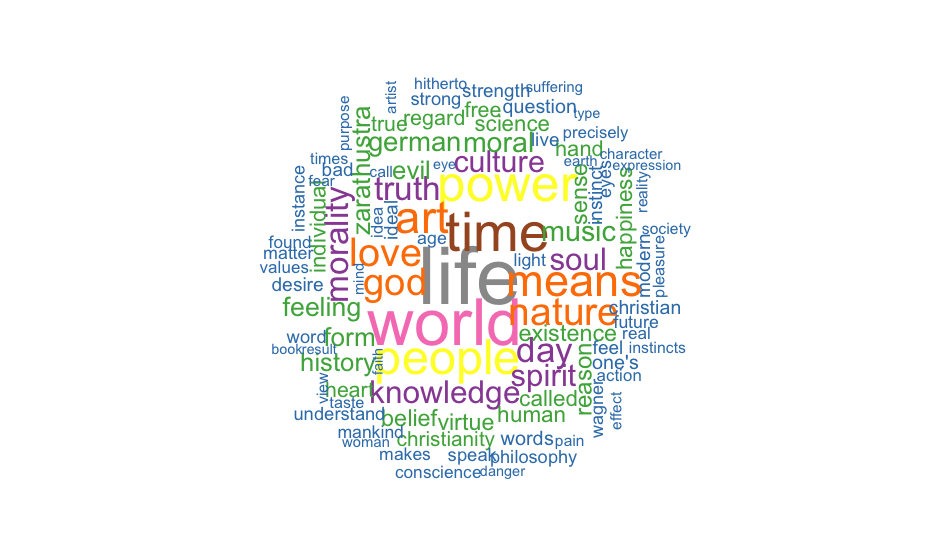 hitherto
artist
strength
suffering
strong
question
type
purpose
zarathustra
true
regard
free
science
live
precisely
german
moral
hand
times
bad
call
evil
eye
culture
earth
character
expression
fear
instance
individual
morality
truth
power
sense
instinct
eyes
happiness
reality
idea
ideal
art
time
music
society
found
matter
values
desire
love
age
mind
god
life
light
soul
means
modern
pleasure
feeling
world
nature
christian
future
word
form
existence
real
bookresult
history
faith
people
day
feel
instincts
one's
view
heart
taste
knowledge
spirit
reason
action
wagner
effect
understand
belief
virtue
human
called
mankind
woman
christianity
words
pain
makes
speak
philosophy
conscience
danger